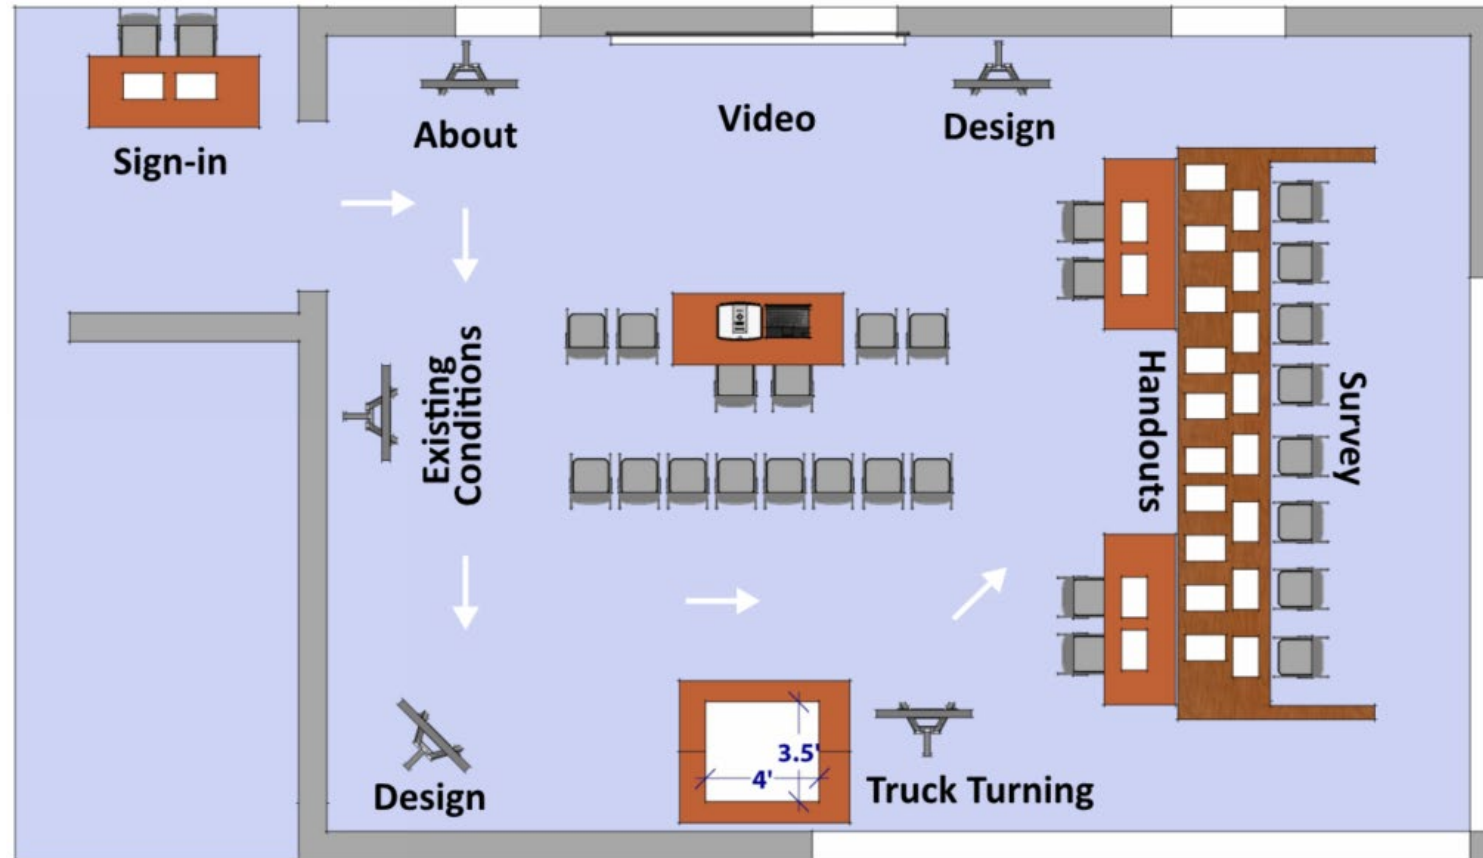 Sign-in
About
Video
Design
Existing
Conditions
Handouts
Survey
Design
3.5'
4'
Truck Turning